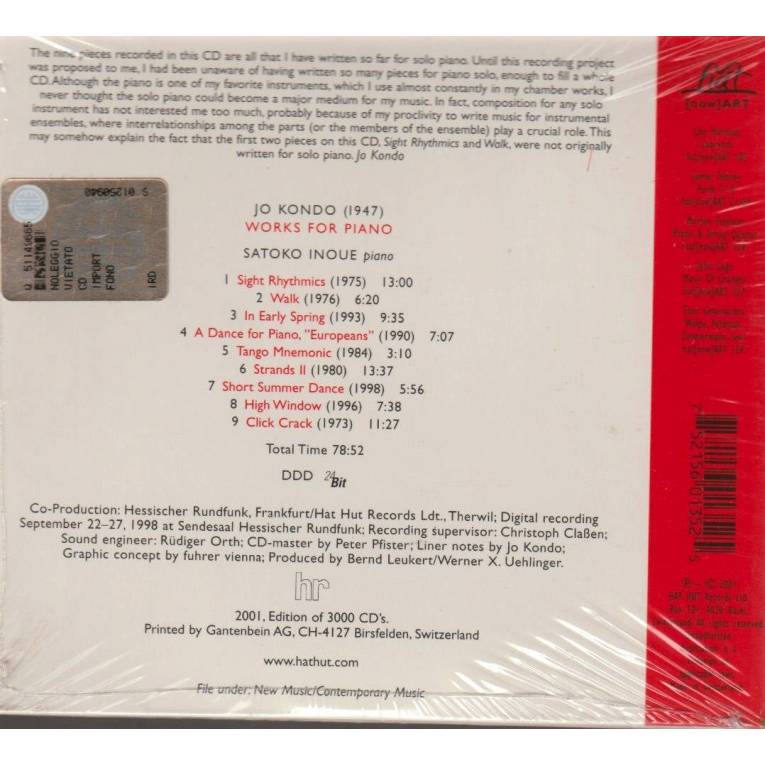 The nine pieces recorded in this CD are all that I have written so far for solo piano. Until this recording project
was proposed to me, I had been unaware of having written so many pieces for piano solo, enough to fill a whole
CD. Although the piano is one of my favorite instruments, which I use almost constantly in my chamber works, I
never thought the solo piano could become a major medium for my music. In fact, composition for any solo
instrument has not interested me too much, probably because of my proclivity to write music for instrumental
ensembles, where interrelationships among the parts (or the members of the ensemble) play a crucial role. This
may somehow explain the fact that the first two pieces on this CD, Sight Rhythmics and Walk, were not originally
written for solo piano. Jo Kondo
JO KONDO (1947)
WORKS FOR PIANO
SATOKO INOUE piano
1 Sight Rhythmics (1975) 13:00
2 Walk (1976) 6:20
3 In Early Spring (1993) 9:35
4 A Dance for Piano, "Europeans" (1990) 7:07
5 Tango Mnemonic (1984) 3:10
6 Strands II (1980) 13:37
7 Short Summer Dance (1998) 5:56
8 High Window (1996) 7:38
9 Click Crack (1973) 11:27
Total Time 78:52
DDD 24 Bit
Co-Production: Hessischer Rundfunk, Frankfurt/Hat Hut Records Ldt., Therwil; Digital recording
September 22–27, 1998 at Sendesaal Hessischer Rundfunk; Recording supervisor: Christoph Claßen;
Sound engineer: Rüdiger Orth; CD-master by Peter Pfister; Liner notes by Jo Kondo;
Graphic concept by fuhrer vienna; Produced by Bernd Leukert/Werner X. Uehlinger.
hr
2001, Edition of 3000 CD's.
Printed by Gantenbein AG, CH-4127 Birsfelden, Switzerland
www.hathut.com
File under: New Music/Contemporary Music
NOLEGGIO
VIETATO
CD
IMPORT
FONO
IRD
hat
[now]ART